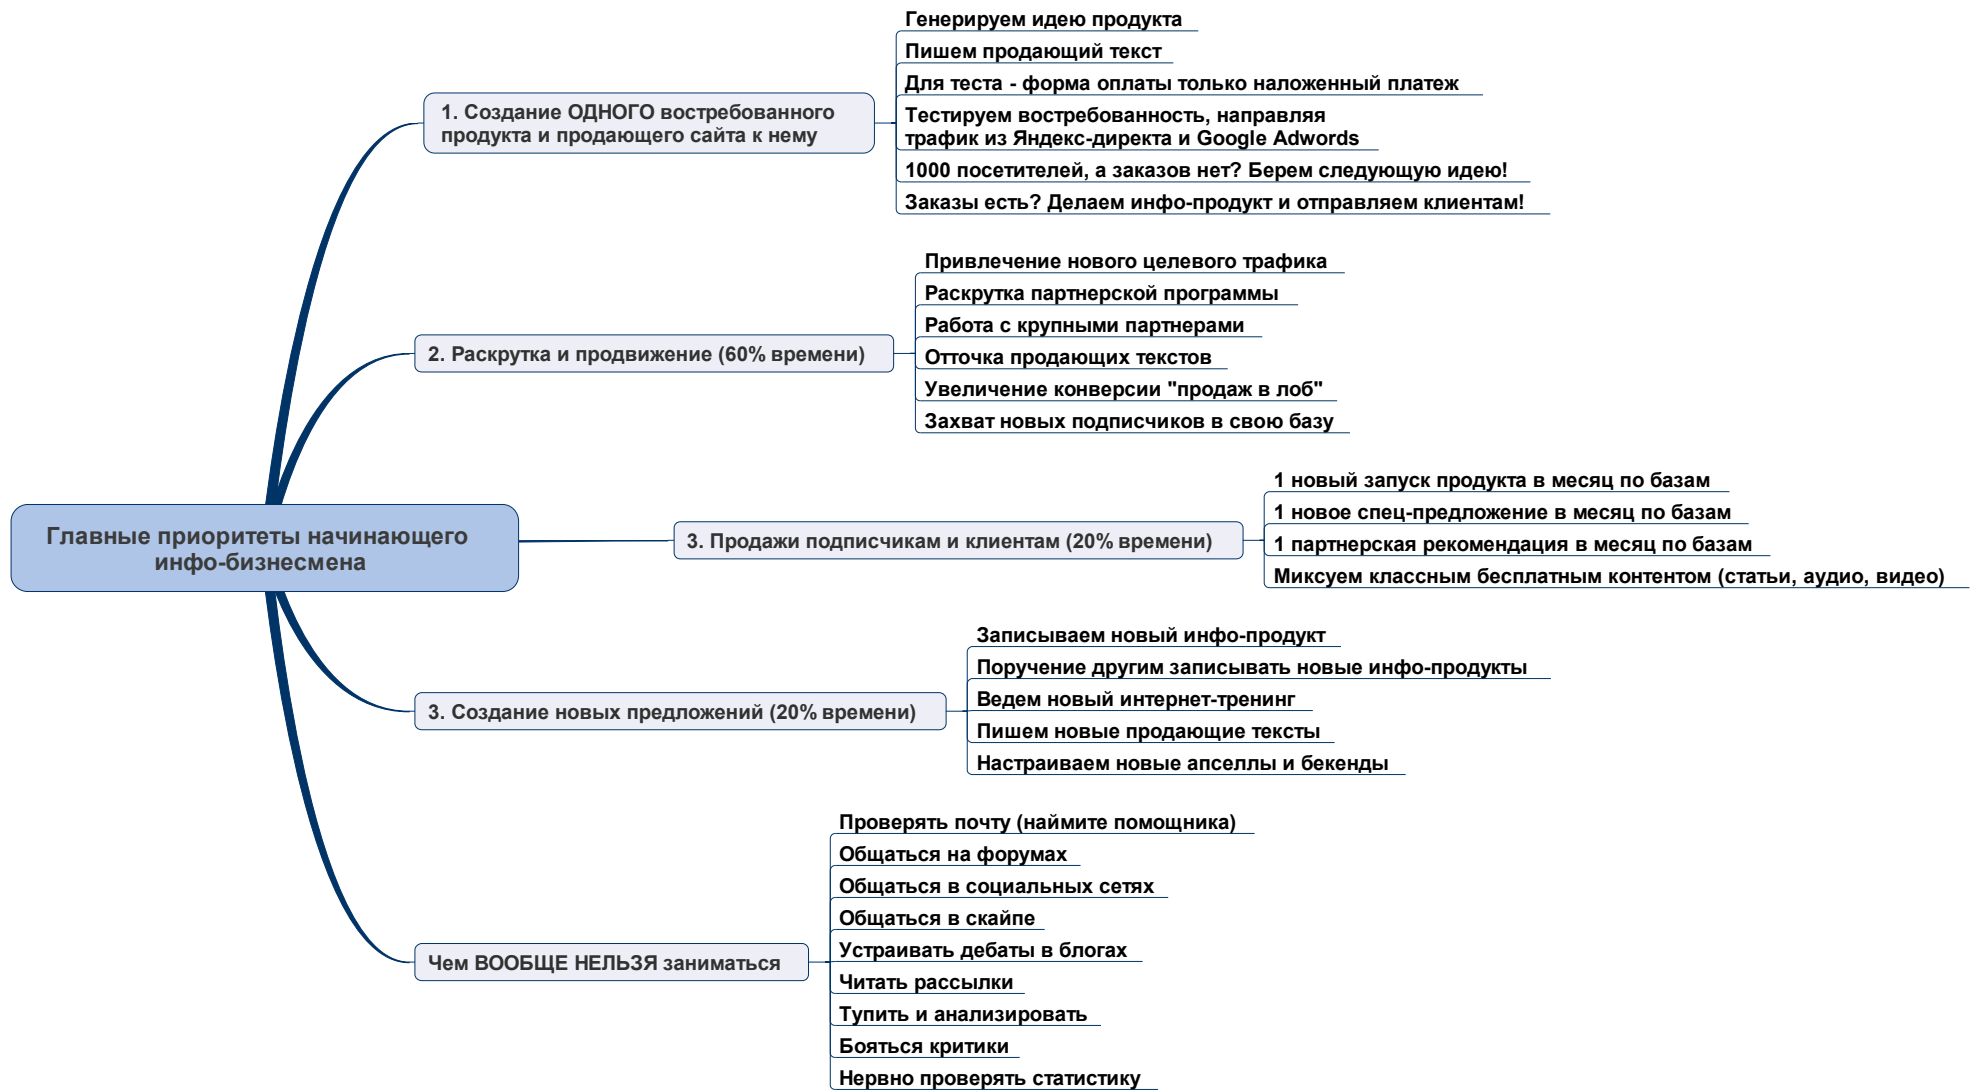 Главные приоритеты начинающего
инфо-бизнесмена
1. Создание ОДНОГО востребованного
продукта и продающего сайта к нему
Генерируем идею продукта
Пишем продающий текст
Для теста - форма оплаты только наложенный платеж
Тестируем востребованность, направляя
трафик из Яндекс-директа и Google Adwords
1000 посетителей, а заказов нет? Берем следующую идею!
Заказы есть? Делаем инфо-продукт и отправляем клиентам!
2. Раскрутка и продвижение (60% времени)
Привлечение нового целевого трафика
Раскрутка партнерской программы
Работа с крупными партнерами
Отточка продающих текстов
Увеличение конверсии "продаж в лоб"
Захват новых подписчиков в свою базу
3. Продажи подписчикам и клиентам (20% времени)
1 новый запуск продукта в месяц по базам
1 новое спец-предложение в месяц по базам
1 партнерская рекомендация в месяц по базам
Миксуем классным бесплатным контентом (статьи, аудио, видео)
3. Создание новых предложений (20% времени)
Записываем новый инфо-продукт
Поручение другим записывать новые инфо-продукты
Ведем новый интернет-тренинг
Пишем новые продающие тексты
Настраиваем новые апселлы и бекенды
Чем ВООБЩЕ НЕЛЬЗЯ заниматься
Проверять почту (наймите помощника)
Общаться на форумах
Общаться в социальных сетях
Общаться в скайпе
Устраивать дебаты в блогах
Читать рассылки
Тупить и анализировать
Бояться критики
Нервно проверять статистику